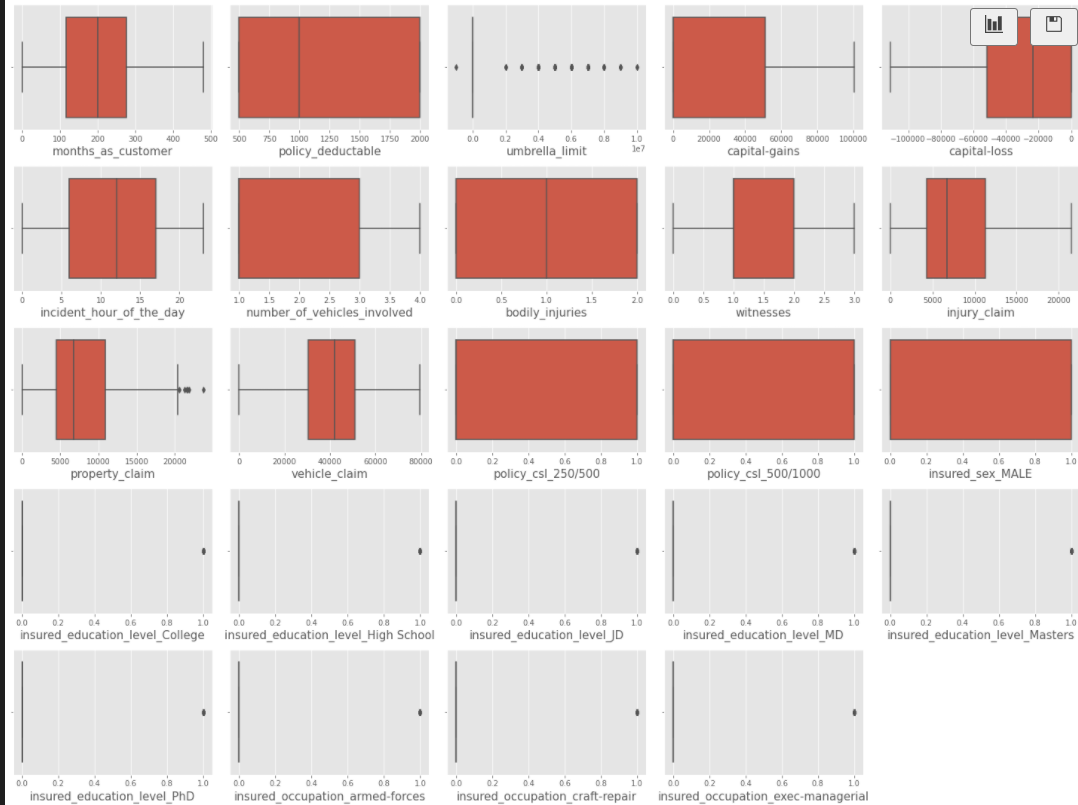 0 100 200 300 400 500 500 750 1000 1250 1500 1750 2000 0.0 0.2 0.4 0.6 0.8 1.0 0 20000 40000 60000 80000 100000 −100000 −80000 −60000 −40000 −20000 0
1e7
months_as_customer policy_deductable umbrella_limit capital-gains capital-loss
0 5 10 15 20 1.0 1.5 2.0 2.5 3.0 3.5 4.0 0.0 0.5 1.0 1.5 2.0 0.0 0.5 1.0 1.5 2.0 2.5 3.0 0 5000 10000 15000 20000
incident_hour_of_the_day number_of_vehicles_involved bodily_injuries witnesses injury_claim
0 5000 10000 15000 20000 0 20000 40000 60000 80000 0.0 0.2 0.4 0.6 0.8 1.0 0.0 0.2 0.4 0.6 0.8 1.0 0.0 0.2 0.4 0.6 0.8 1.0
property_claim vehicle_claim policy_csl_250/500 policy_csl_500/1000 insured_sex_MALE
0.0 0.2 0.4 0.6 0.8 1.0 0.0 0.2 0.4 0.6 0.8 1.0 0.0 0.2 0.4 0.6 0.8 1.0 0.0 0.2 0.4 0.6 0.8 1.0 0.0 0.2 0.4 0.6 0.8 1.0
insured_education_level_College insured_education_level_High School insured_education_level_JD insured_education_level_MD insured_education_level_Masters
0.0 0.2 0.4 0.6 0.8 1.0 0.0 0.2 0.4 0.6 0.8 1.0 0.0 0.2 0.4 0.6 0.8 1.0 0.0 0.2 0.4 0.6 0.8 1.0
insured_education_level_PhD insured_occupation_armed-forces insured_occupation_craft-repair insured_occupation_exec-managerial